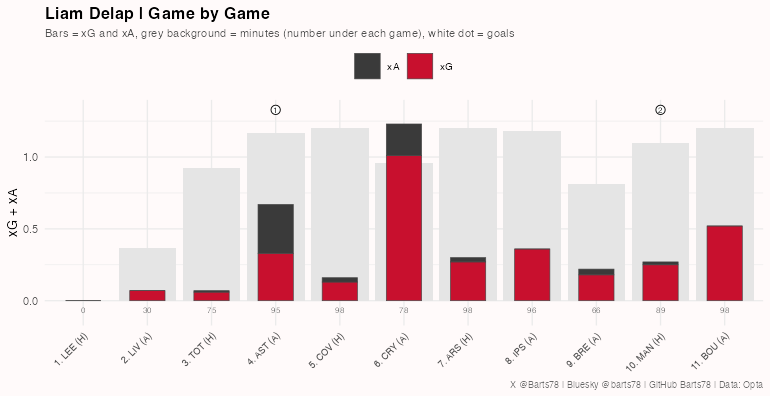 Liam Delap | Game by Game
Bars = xG and xA, grey background = minutes (number under each game), white dot = goals
xA xG
1 2
xG + xA
1.0
0.5
0.0
0 30 75 95 98 78 98 96 66 89 98
1. LEE (H) 2. LIV (A) 3. TOT (H) 4. AST (A) 5. COV (H) 6. CRY (A) 7. ARS (H) 8. IPS (A) 9. BRE (A) 10. MAN (H) 11. BOU (A)
X @Barts78 | Bluesky @barts78 | GitHub Barts78 | Data: Opta